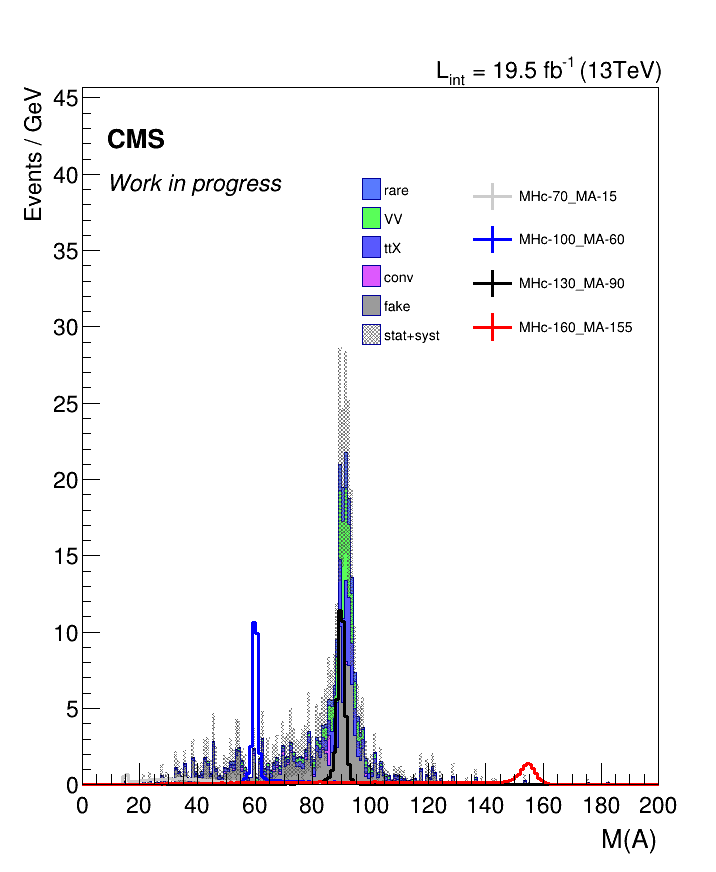 L_int = 19.5 fb^-1 (13TeV)
Events / GeV
CMS
Work in progress
rare
VV
ttX
conv
fake
stat+syst
MHc-70_MA-15
MHc-100_MA-60
MHc-130_MA-90
MHc-160_MA-155
45
40
35
30
25
20
15
10
5
0
0 20 40 60 80 100 120 140 160 180 200
M(A)